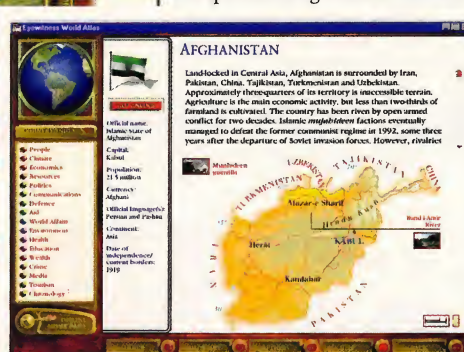 Eyewitness World Atlas
AFGHANISTAN
Land-locked in Central Asia, Afghanistan is surrounded by Iran,
Pakistan, China, Tajikistan, Turkmenistan and Uzbekistan.
Approximately three-quarters of its territory is inaccessible terrain.
Agriculture is the main economic activity, but less than two-thirds of
farmland is cultivated. The country has been riven by open armed
conflict for two decades. Islamic mujahideen factions eventually
managed to defeat the former communist regime in 1992, some three
years after the departure of Soviet invasion forces. However, rivalries
Official name:
Islamic State of
Afghanistan
Capital:
Kabul
Population:
21.5 million
Currency:
Afghani
Official language/s:
Persian and Pashtu
Continent:
Asia
Date of
independence/
current borders:
1919
People
Climate
Economics
Resources
Politics
Communications
Defence
Aid
World Affairs
Environment
Health
Education
Wealth
Crime
Media
Tourism
Chronology
Mujahideen
guerrilla
UZBEKISTAN
TAJIKISTAN
CHINA
TURKMENISTAN
Mazar-e Sharif
Hindu Kush
Band-i-Amir
River
Herat
KABUL
IRAN
Kandahar
PAKISTAN